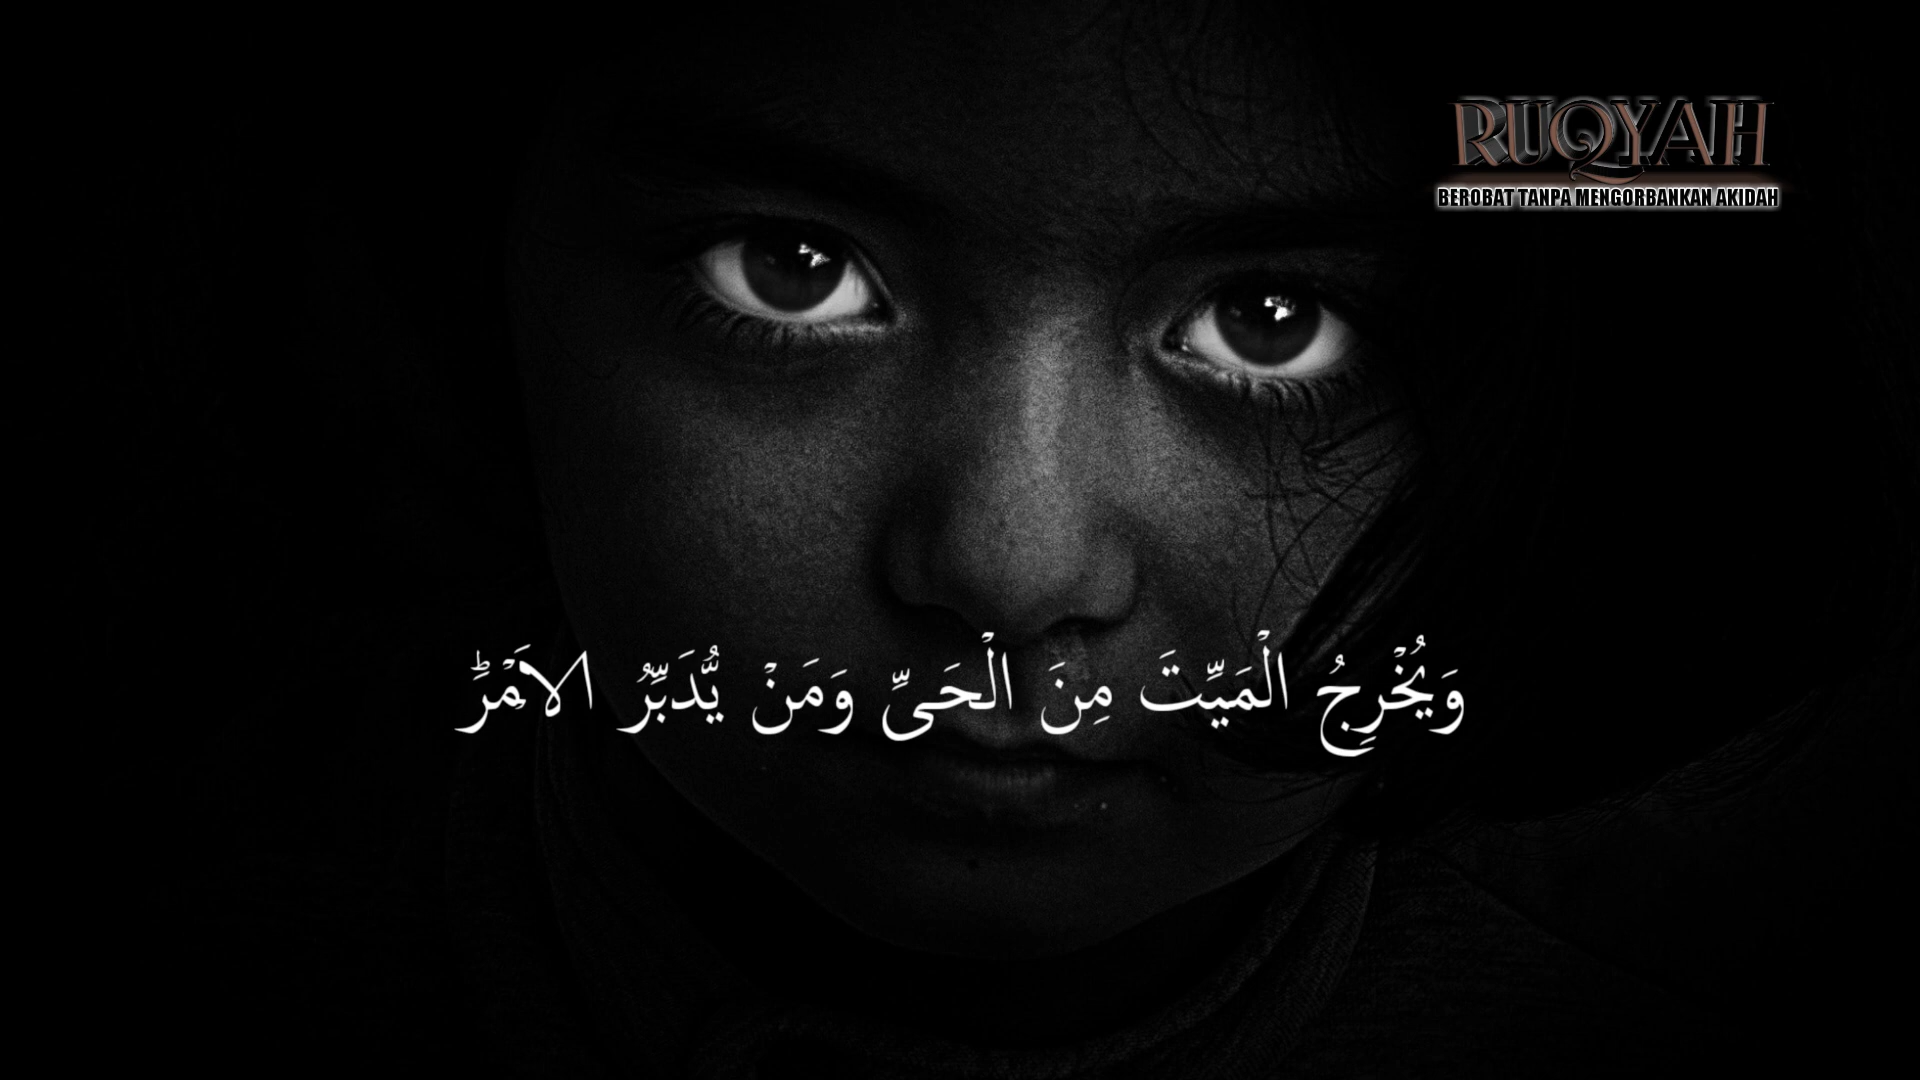 RUQYAH
BEROBAT TANPA MENGORBANKAN AKIDAH
وَيُخْرِجُ الْمَيِّتَ مِنَ الْحَىِّ وَمَنْ يُّدَبِّرُ الْاَمْرَؕ